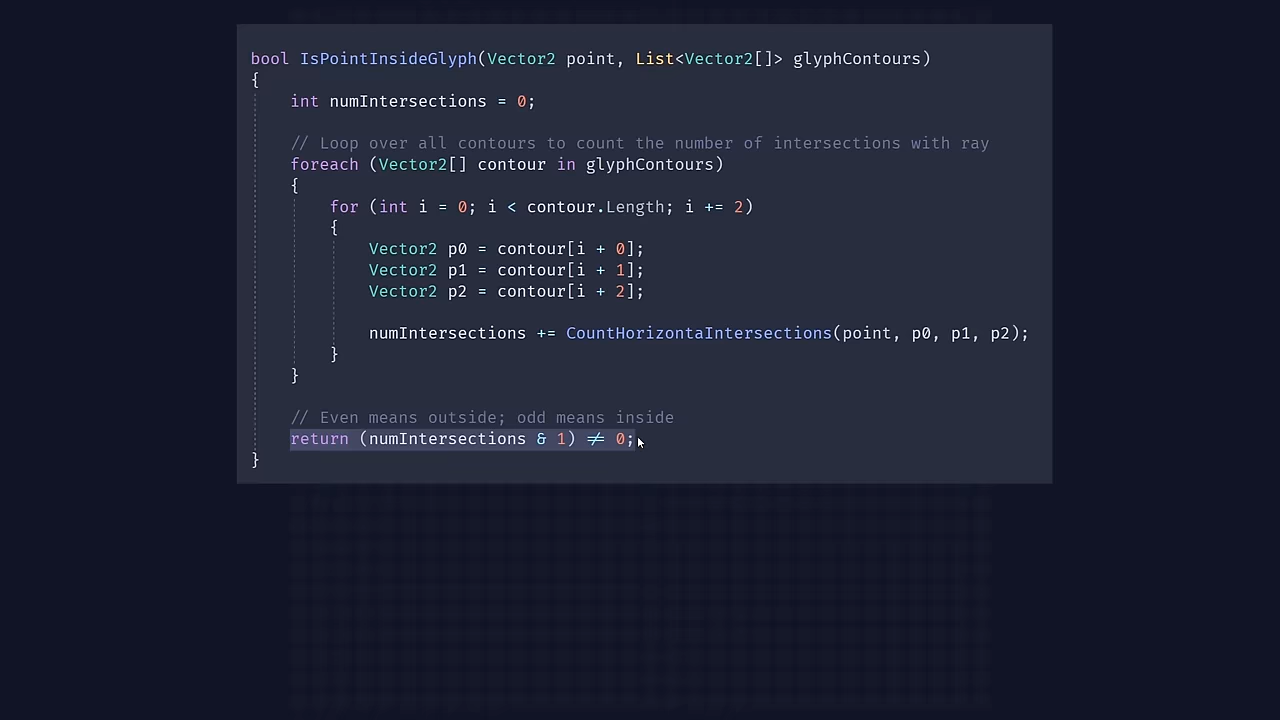 bool IsPointInsideGlyph(Vector2 point, List<Vector2[]> glyphContours)
{
int numIntersections = 0;
// Loop over all contours to count the number of intersections with ray
foreach (Vector2[] contour in glyphContours)
{
for (int i = 0; i < contour.Length; i += 2)
{
Vector2 p0 = contour[i + 0];
Vector2 p1 = contour[i + 1];
Vector2 p2 = contour[i + 2];
numIntersections += CountHorizontaIntersections(point, p0, p1, p2);
}
}
// Even means outside; odd means inside
return (numIntersections & 1) ≠ 0;
}